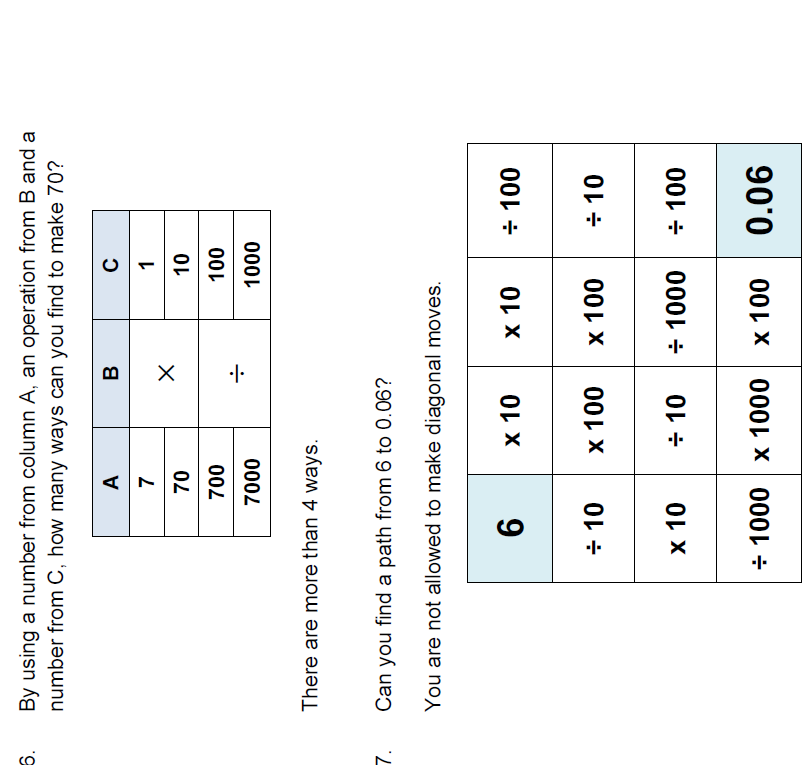 6. By using a number from column A, an operation from B and a
number from C, how many ways can you find to make 70?
A B C
7 × 1
70 10
700 ÷ 100
7000 1000
There are more than 4 ways.
7. Can you find a path from 6 to 0.06?
You are not allowed to make diagonal moves.
6 x 10 x 10 ÷ 100
÷ 10 x 100 x 100 ÷ 10
x 10 ÷ 10 ÷ 1000 ÷ 100
÷ 1000 x 1000 x 100 0.06